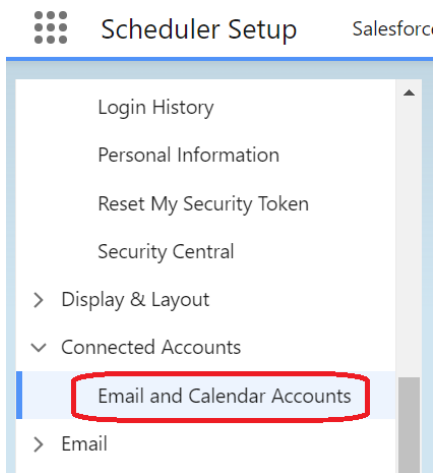 Scheduler Setup
Login History
Personal Information
Reset My Security Token
Security Central
Display & Layout
Connected Accounts
Email and Calendar Accounts
Email